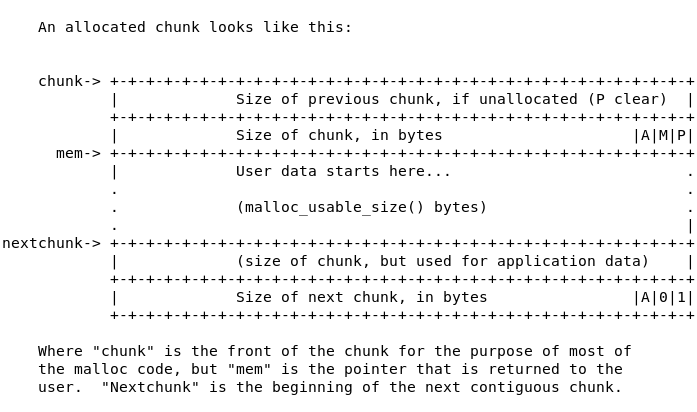 An allocated chunk looks like this:
chunk-> +-+-+-+-+-+-+-+-+-+-+-+-+-+-+-+-+-+-+-+-+-+-+-+-+-+-+-+-+-+-+-+-+
| Size of previous chunk, if unallocated (P clear) |
+-+-+-+-+-+-+-+-+-+-+-+-+-+-+-+-+-+-+-+-+-+-+-+-+-+-+-+-+-+-+-+-+
| Size of chunk, in bytes |A|M|P|
mem-> +-+-+-+-+-+-+-+-+-+-+-+-+-+-+-+-+-+-+-+-+-+-+-+-+-+-+-+-+-+-+-+-+
| User data starts here... .
. .
. (malloc_usable_size() bytes) .
. |
nextchunk-> +-+-+-+-+-+-+-+-+-+-+-+-+-+-+-+-+-+-+-+-+-+-+-+-+-+-+-+-+-+-+-+-+
| (size of chunk, but used for application data) |
+-+-+-+-+-+-+-+-+-+-+-+-+-+-+-+-+-+-+-+-+-+-+-+-+-+-+-+-+-+-+-+-+
| Size of next chunk, in bytes |A|0|1|
+-+-+-+-+-+-+-+-+-+-+-+-+-+-+-+-+-+-+-+-+-+-+-+-+-+-+-+-+-+-+-+-+
Where "chunk" is the front of the chunk for the purpose of most of
the malloc code, but "mem" is the pointer that is returned to the
user. "Nextchunk" is the beginning of the next contiguous chunk.